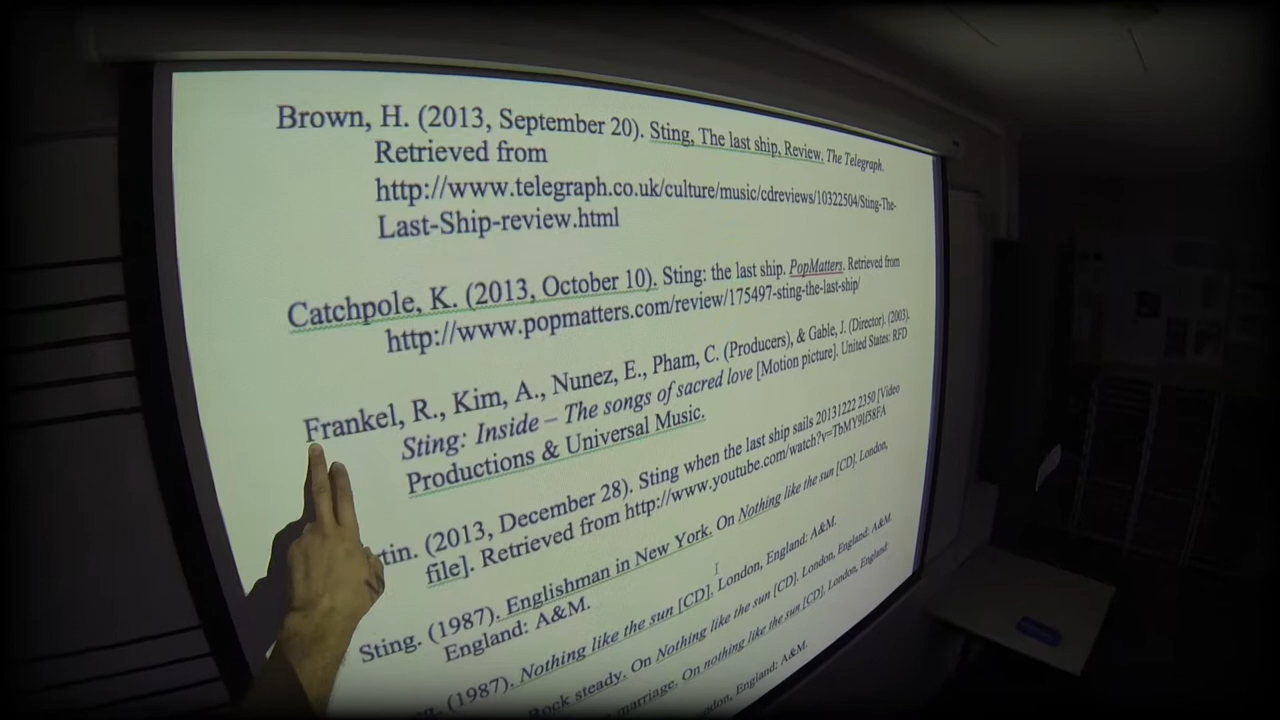 Brown, H. (2013, September 20). Sting, The last ship, Review. The Telegraph.
Retrieved from
http://www.telegraph.co.uk/culture/music/cdreviews/10322504/Sting-The-
Last-Ship-review.html
Catchpole, K. (2013, October 10). Sting: the last ship. PopMatters. Retrieved from
http://www.popmatters.com/review/175497-sting-the-last-ship/
Frankel, R., Kim, A., Nunez, E., Pham, C. (Producers), & Gable, J. (Director). (2003).
Sting: Inside – The songs of sacred love [Motion picture]. United States: RFD
Productions & Universal Music.
tin. (2013, December 28). Sting when the last ship sails 20131222 2350 [Video
file]. Retrieved from http://www.youtube.com/watch?v=TbMY9lf58FA
Sting. (1987). Englishman in New York. On Nothing like the sun [CD]. London,
England: A&M.
(1987). Nothing like the sun [CD]. London, England: A&M.
Rock steady. On Nothing like the sun [CD]. London, England: A&M.
marriage. On nothing like the sun [CD]. London, England:
England: A&M.